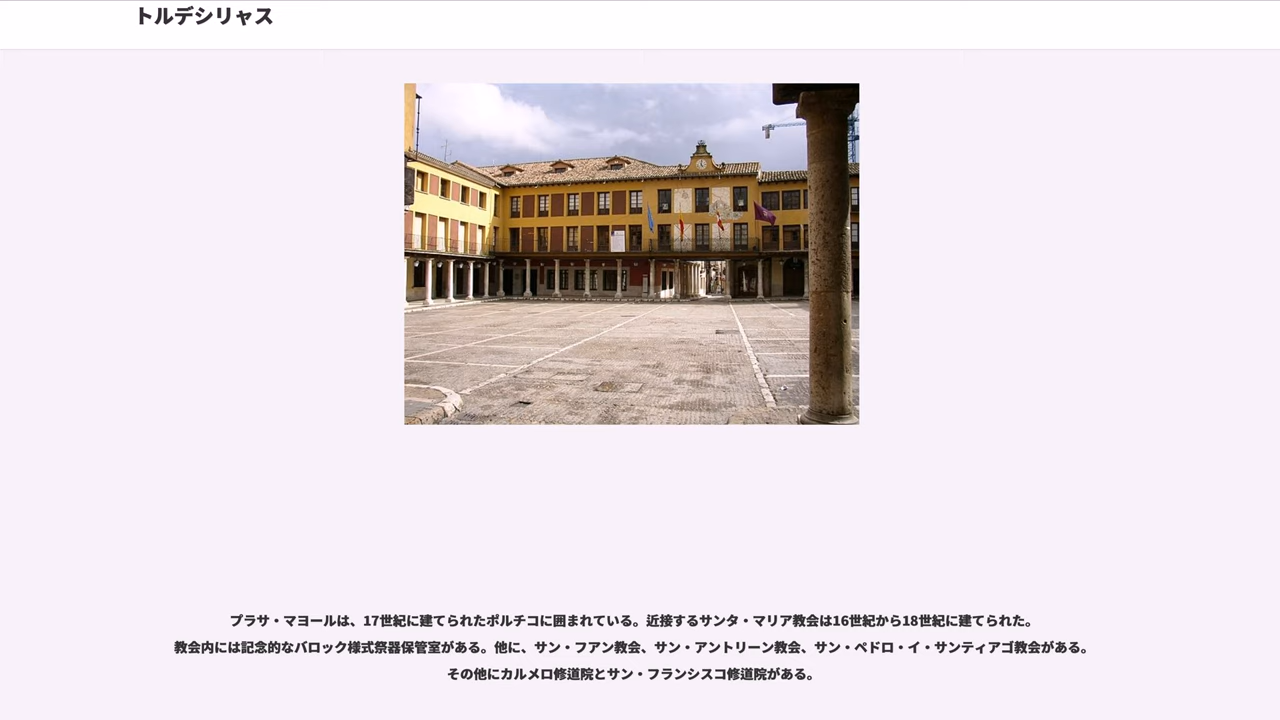 トルデシリャス
プラサ・マヨールは、17世紀に建てられたポルチコに囲まれている。近接するサンタ・マリア教会は16世紀から18世紀に建てられた。
教会内には記念的なバロック様式祭器保管室がある。他に、サン・フアン教会、サン・アントリーン教会、サン・ペドロ・イ・サンティアゴ教会がある。
その他にカルメロ修道院とサン・フランシスコ修道院がある。